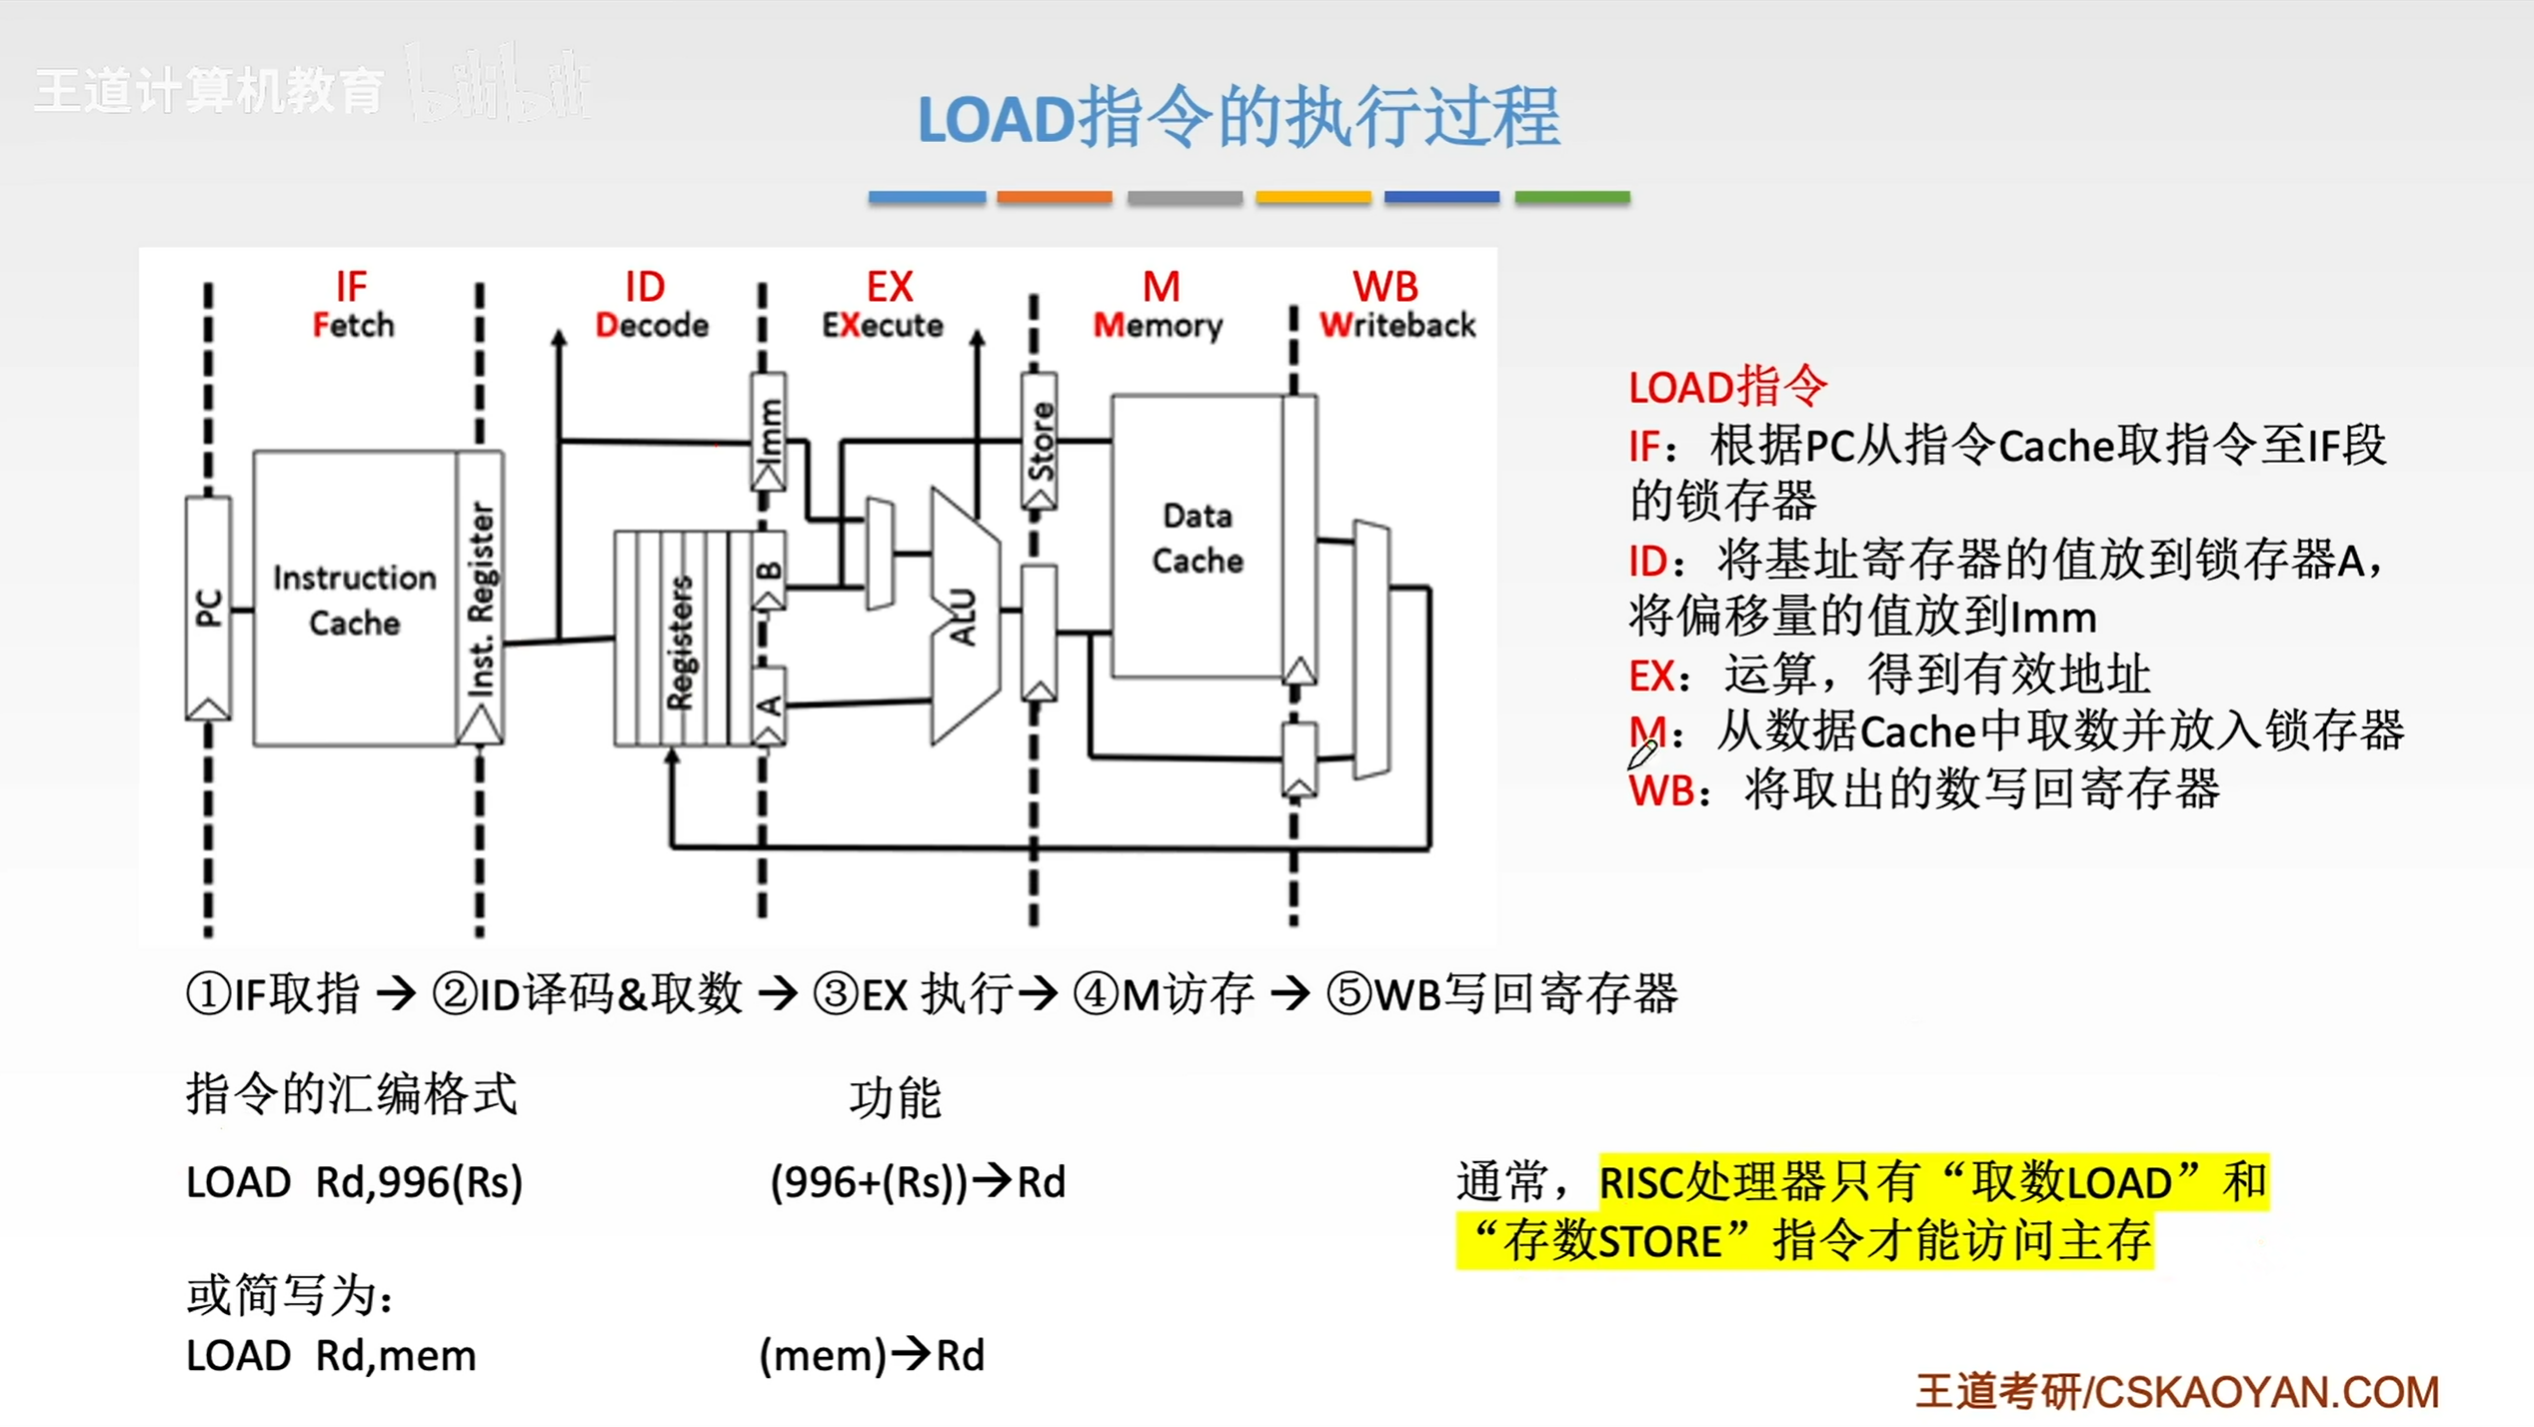 王道计算机教育 bilibili
LOAD指令的执行过程
IF
Fetch
ID
Decode
EX
EXecute
M
Memory
WB
Writeback
PC
Instruction
Cache
Inst. Register
Registers
Imm
B
A
ALU
Store
Data
Cache
LOAD指令
IF：根据PC从指令Cache取指令至IF段
的锁存器
ID：将基址寄存器的值放到锁存器A，
将偏移量的值放到Imm
EX：运算，得到有效地址
M：从数据Cache中取数并放入锁存器
WB：将取出的数写回寄存器
①IF取指 → ②ID译码&取数 → ③EX 执行→ ④M访存 → ⑤WB写回寄存器
指令的汇编格式 功能
LOAD Rd,996(Rs) (996+(Rs))→Rd
或简写为：
LOAD Rd,mem (mem)→Rd
通常，RISC处理器只有“取数LOAD”和
“存数STORE”指令才能访问主存
王道考研/CSKAOYAN.COM